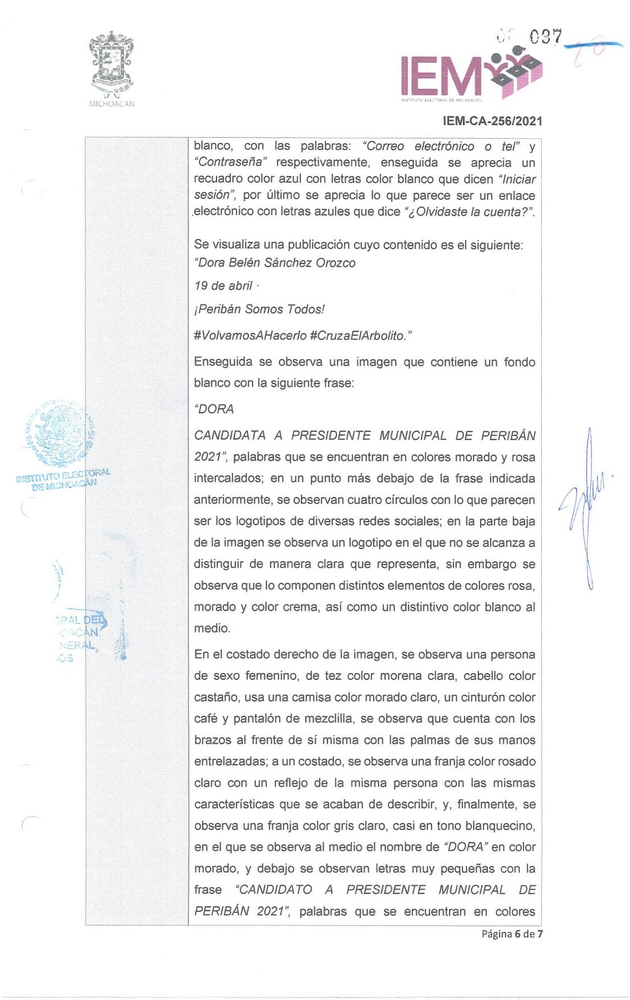 037
20
MICHOACÁN
IEM
INSTITUTO ELECTORAL DE MICHOACÁN
IEM-CA-256/2021
blanco, con las palabras: “Correo electrónico o tel” y
“Contraseña” respectivamente, enseguida se aprecia un
recuadro color azul con letras color blanco que dicen “Iniciar
sesión”, por último se aprecia lo que parece ser un enlace
electrónico con letras azules que dice “¿Olvidaste la cuenta?”.
Se visualiza una publicación cuyo contenido es el siguiente:
“Dora Belén Sánchez Orozco
19 de abril ·
¡Peribán Somos Todos!
#VolvamosAHacerlo #CruzaElArbolito.”
Enseguida se observa una imagen que contiene un fondo
blanco con la siguiente frase:
“DORA
CANDIDATA A PRESIDENTE MUNICIPAL DE PERIBÁN
2021”, palabras que se encuentran en colores morado y rosa
intercalados; en un punto más debajo de la frase indicada
anteriormente, se observan cuatro círculos con lo que parecen
ser los logotipos de diversas redes sociales; en la parte baja
de la imagen se observa un logotipo en el que no se alcanza a
distinguir de manera clara que representa, sin embargo se
observa que lo componen distintos elementos de colores rosa,
morado y color crema, así como un distintivo color blanco al
medio.
En el costado derecho de la imagen, se observa una persona
de sexo femenino, de tez color morena clara, cabello color
castaño, usa una camisa color morado claro, un cinturón color
café y pantalón de mezclilla, se observa que cuenta con los
brazos al frente de sí misma con las palmas de sus manos
entrelazadas; a un costado, se observa una franja color rosado
claro con un reflejo de la misma persona con las mismas
características que se acaban de describir, y, finalmente, se
observa una franja color gris claro, casi en tono blanquecino,
en el que se observa al medio el nombre de “DORA” en color
morado, y debajo se observan letras muy pequeñas con la
frase “CANDIDATO A PRESIDENTE MUNICIPAL DE
PERIBÁN 2021”, palabras que se encuentran en colores
INSTITUTO ELECTORAL
DE MICHOACÁN
RAL DEL
OACÁN,
NERAL,
OS
Página 6 de 7